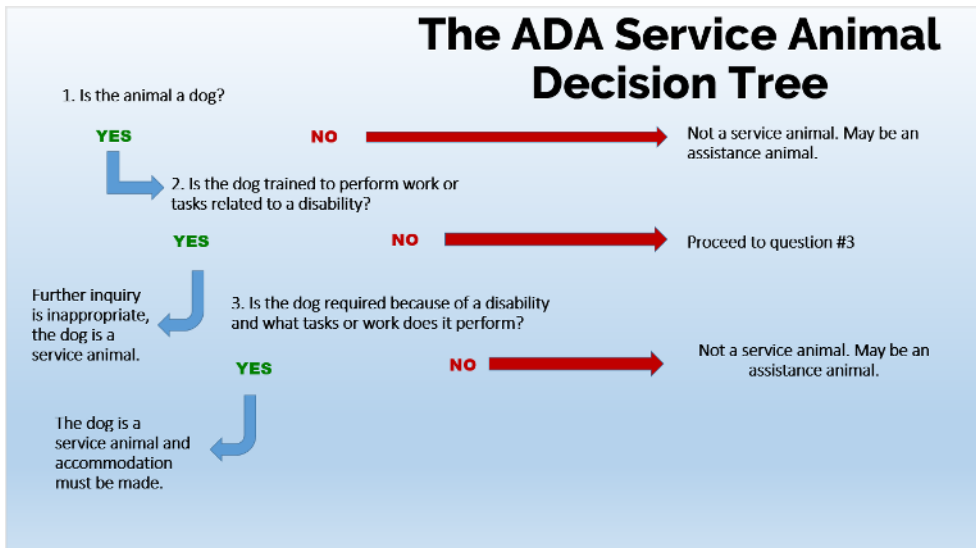 The ADA Service Animal
Decision Tree
1. Is the animal a dog?
YES
NO
Not a service animal. May be an
assistance animal.
2. Is the dog trained to perform work or
tasks related to a disability?
YES
NO
Proceed to question #3
Further inquiry
is inappropriate,
the dog is a
service animal.
3. Is the dog required because of a disability
and what tasks or work does it perform?
YES
NO
Not a service animal. May be an
assistance animal.
The dog is a
service animal and
accommodation
must be made.